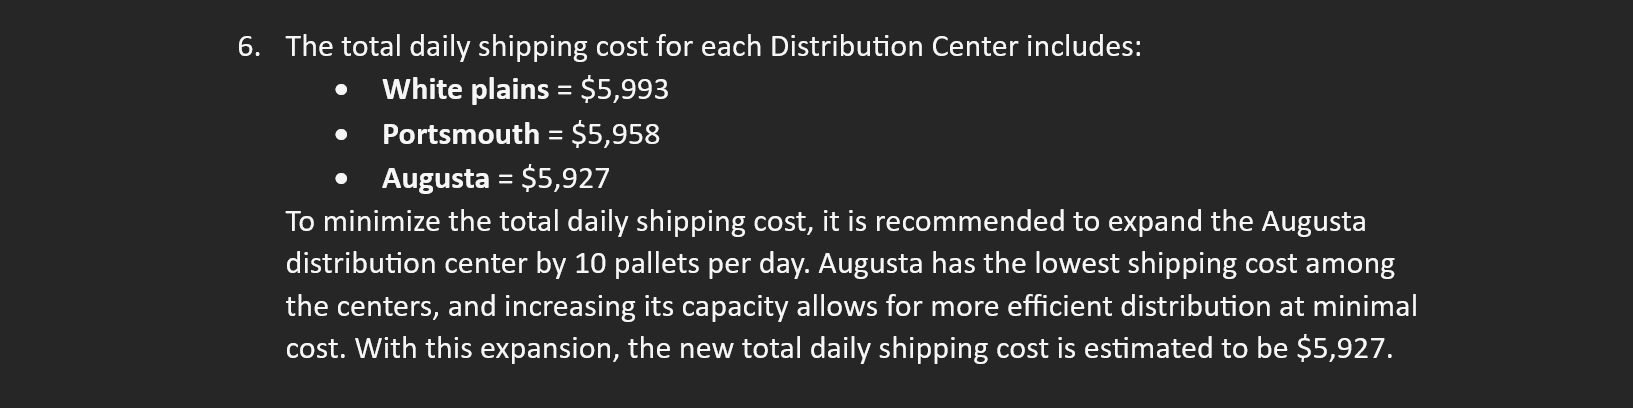 6. The total daily shipping cost for each Distribution Center includes:
• White plains = $5,993
• Portsmouth = $5,958
• Augusta = $5,927
To minimize the total daily shipping cost, it is recommended to expand the Augusta
distribution center by 10 pallets per day. Augusta has the lowest shipping cost among
the centers, and increasing its capacity allows for more efficient distribution at minimal
cost. With this expansion, the new total daily shipping cost is estimated to be $5,927.